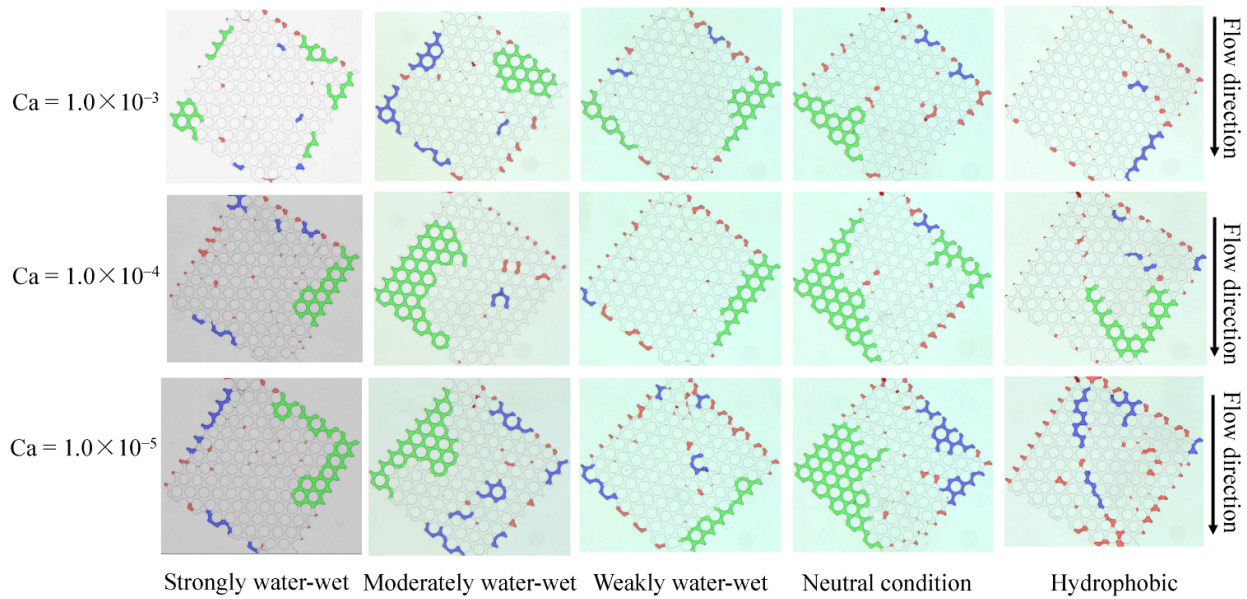 Ca = 1.0×10⁻³
Flow direction
Ca = 1.0×10⁻⁴
Flow direction
Ca = 1.0×10⁻⁵
Flow direction
Strongly water-wet
Moderately water-wet
Weakly water-wet
Neutral condition
Hydrophobic